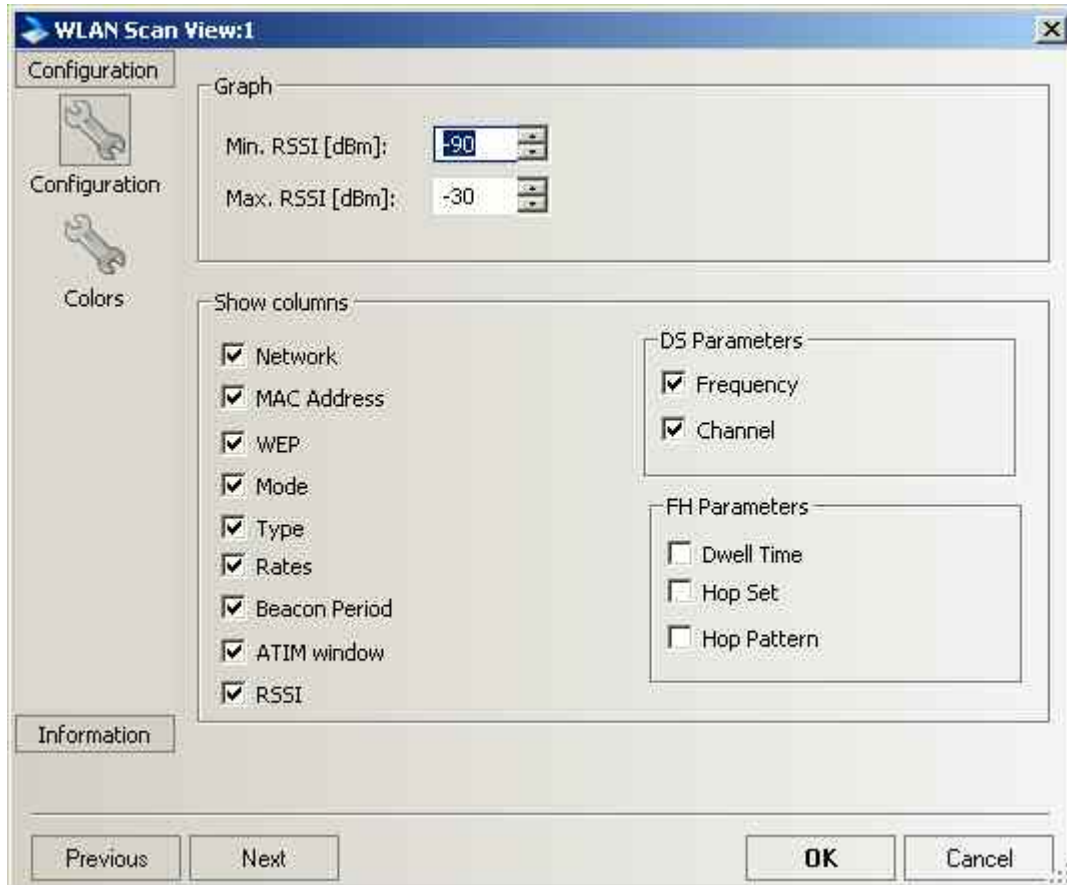 WLAN Scan View:1
Configuration
Configuration
Colors
Information
Graph
Min. RSSI [dBm]: -90
Max. RSSI [dBm]: -30
Show columns
Network
MAC Address
WEP
Mode
Type
Rates
Beacon Period
ATIM window
RSSI
DS Parameters
Frequency
Channel
FH Parameters
Dwell Time
Hop Set
Hop Pattern
Previous Next OK Cancel